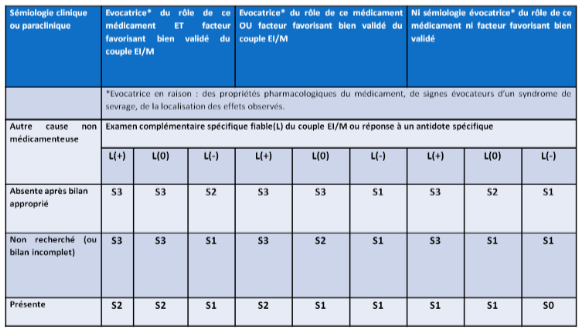 Sémiologie clinique
ou paraclinique
Evocatrice* du rôle de ce
médicament ET facteur
favorisant bien validé du
couple EI/M
Evocatrice* du rôle de ce médicament
OU facteur favorisant bien validé du
couple EI/M
Ni sémiologie évocatrice* du rôle de ce
médicament ni facteur favorisant bien
validé
*Evocatrice en raison : des propriétés pharmacologiques du médicament, de signes évocateurs d'un syndrome de
sevrage, de la localisation des effets observés.
Autre cause non
médicamenteuse
Examen complémentaire spécifique fiable(L) du couple EI/M ou réponse à un antidote spécifique
L(+) L(0) L(-) L(+) L(0) L(-) L(+) L(0) L(-)
Absente après bilan
approprié
S3 S3 S2 S3 S3 S1 S3 S2 S1
Non recherché (ou
bilan incomplet)
S3 S3 S1 S3 S2 S1 S3 S1 S1
Présente
S2 S2 S1 S2 S1 S1 S1 S1 S0